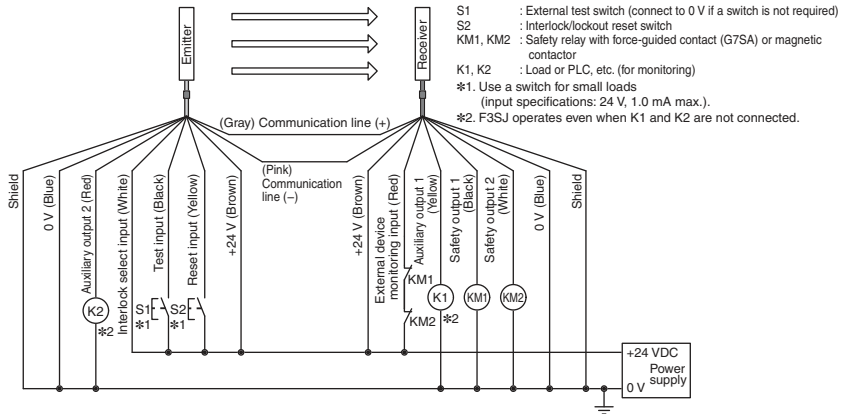 S1 : External test switch (connect to 0 V if a switch is not required)
S2 : Interlock/lockout reset switch
KM1, KM2 : Safety relay with force-guided contact (G7SA) or magnetic
contactor
K1, K2 : Load or PLC, etc. (for monitoring)
✻1. Use a switch for small loads
(input specifications: 24 V, 1.0 mA max.).
✻2. F3SJ operates even when K1 and K2 are not connected.
Emitter
Receiver
(Gray) Communication line (+)
(Pink)
Communication
line (−)
Shield
0 V (Blue)
Auxiliary output 2 (Red)
Interlock select input (White)
Test input (Black)
Reset input (Yellow)
+24 V (Brown)
+24 V (Brown)
External device
monitoring input (Red)
Auxiliary output 1
(Yellow)
Safety output 1
(Black)
Safety output 2
(White)
0 V (Blue)
Shield
K2
✻2
S1
✻1
S2
✻1
KM1
KM2
K1
✻2
KM1
KM2
+24 VDC
Power
supply
0 V